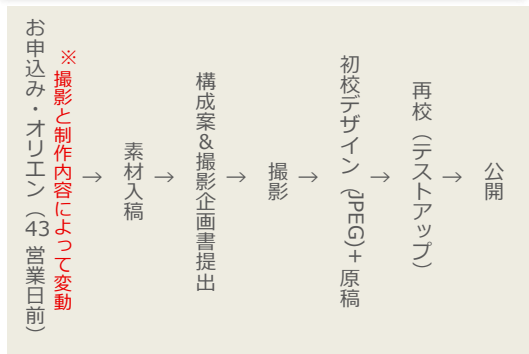 お申込み・オリエン（43営業日前）
※撮影と制作内容によって変動
→
素材入稿
→
構成案＆撮影企画書提出
→
撮影
→
初校デザイン（JPEG)＋原稿
→
再校（テストアップ）
→
公開